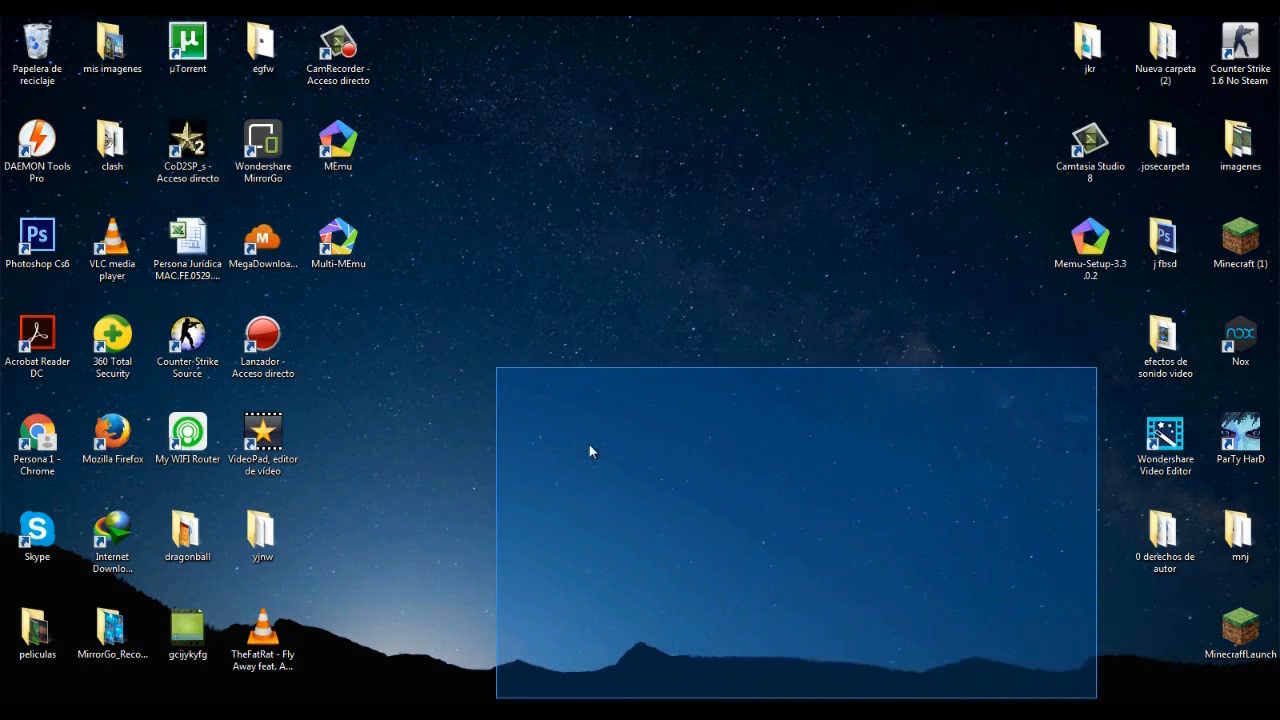 Papelera de
reciclaje
mis imagenes
µTorrent
egfw
CamRecorder -
Acceso directo
jkr
Nueva carpeta
(2)
Counter Strike
1.6 No Steam
DAEMON Tools
Pro
clash
CoD2SP_s -
Acceso directo
Wondershare
MirrorGo
MEmu
Camtasia Studio
8
josecarpeta
imagenes
Ps
Photoshop Cs6
VLC media
player
Persona Jurídica
MAC.FE.0529....
M
MegaDownloa...
Multi-MEmu
Memu-Setup-3.3
.0.2
j fbsd
Minecraft (1)
Acrobat Reader
DC
360 Total
Security
Counter-Strike
Source
Lanzador -
Acceso directo
efectos de
sonido video
nox
Nox
Persona 1 -
Chrome
Mozilla Firefox
My WIFI Router
VideoPad, editor
de vídeo
Wondershare
Video Editor
ParTy HarD
Skype
Internet
Downlo...
dragonball
yjnw
0 derechos de
autor
mnj
peliculas
MirrorGo_Reco...
gcijykyfg
TheFatRat - Fly
Away feat. A...
MinecraffLaunch